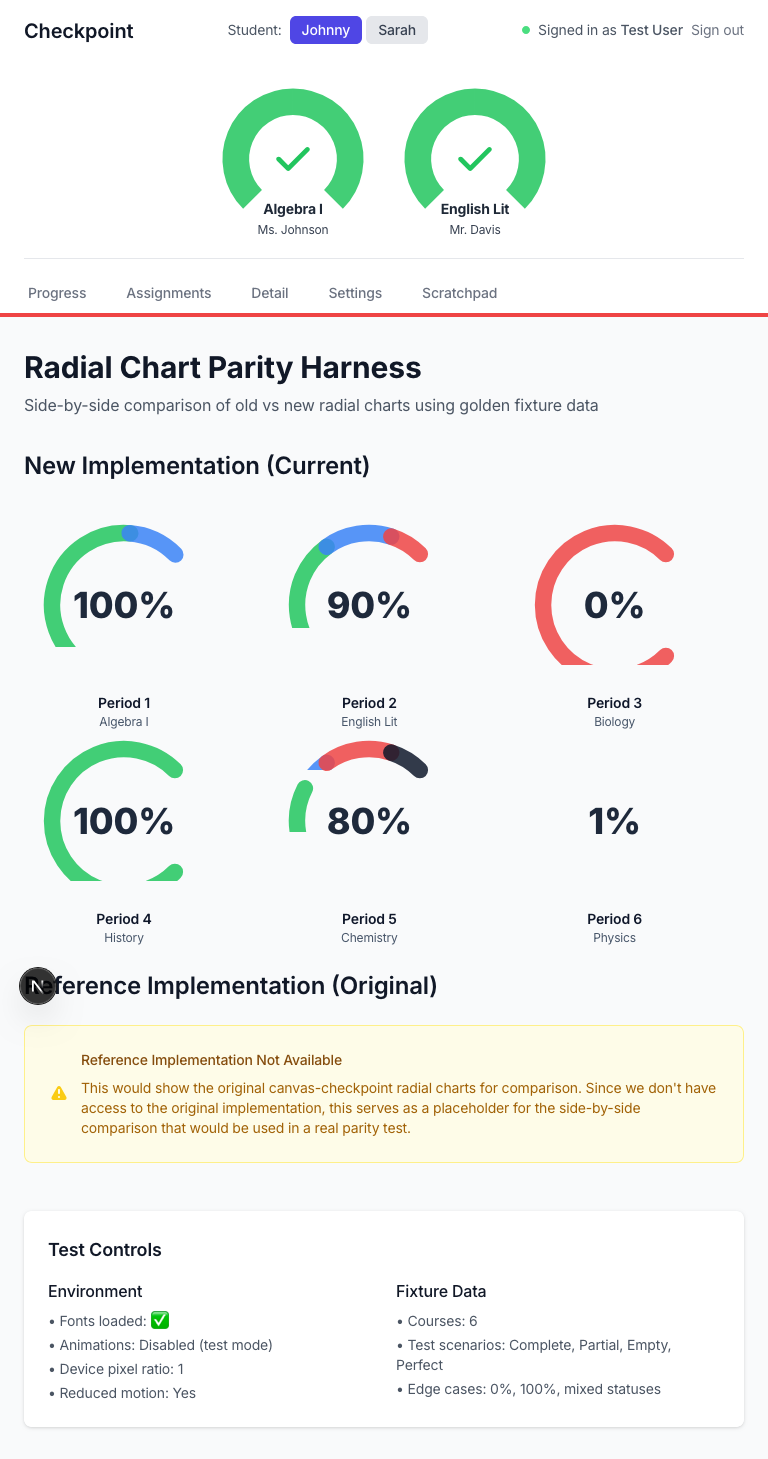 Checkpoint
Student:
Johnny
Sarah
Signed in as Test User
Sign out
Algebra I
Ms. Johnson
English Lit
Mr. Davis
Progress
Assignments
Detail
Settings
Scratchpad
Radial Chart Parity Harness
Side-by-side comparison of old vs new radial charts using golden fixture data
New Implementation (Current)
100%
90%
0%
Period 1
Algebra I
Period 2
English Lit
Period 3
Biology
100%
80%
1%
Period 4
History
Period 5
Chemistry
Period 6
Physics
N
Reference Implementation (Original)
Reference Implementation Not Available
This would show the original canvas-checkpoint radial charts for comparison. Since we don't have
access to the original implementation, this serves as a placeholder for the side-by-side
comparison that would be used in a real parity test.
Test Controls
Environment
• Fonts loaded: ✅
• Animations: Disabled (test mode)
• Device pixel ratio: 1
• Reduced motion: Yes
Fixture Data
• Courses: 6
• Test scenarios: Complete, Partial, Empty,
Perfect
• Edge cases: 0%, 100%, mixed statuses